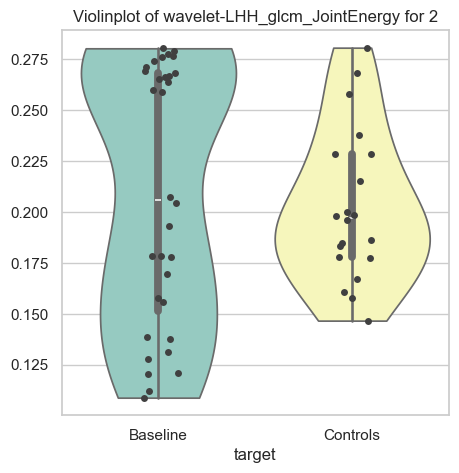 Violinplot of wavelet-LHH_glcm_JointEnergy for 2
0.275
0.250
0.225
0.200
0.175
0.150
0.125
Baseline
Controls
target